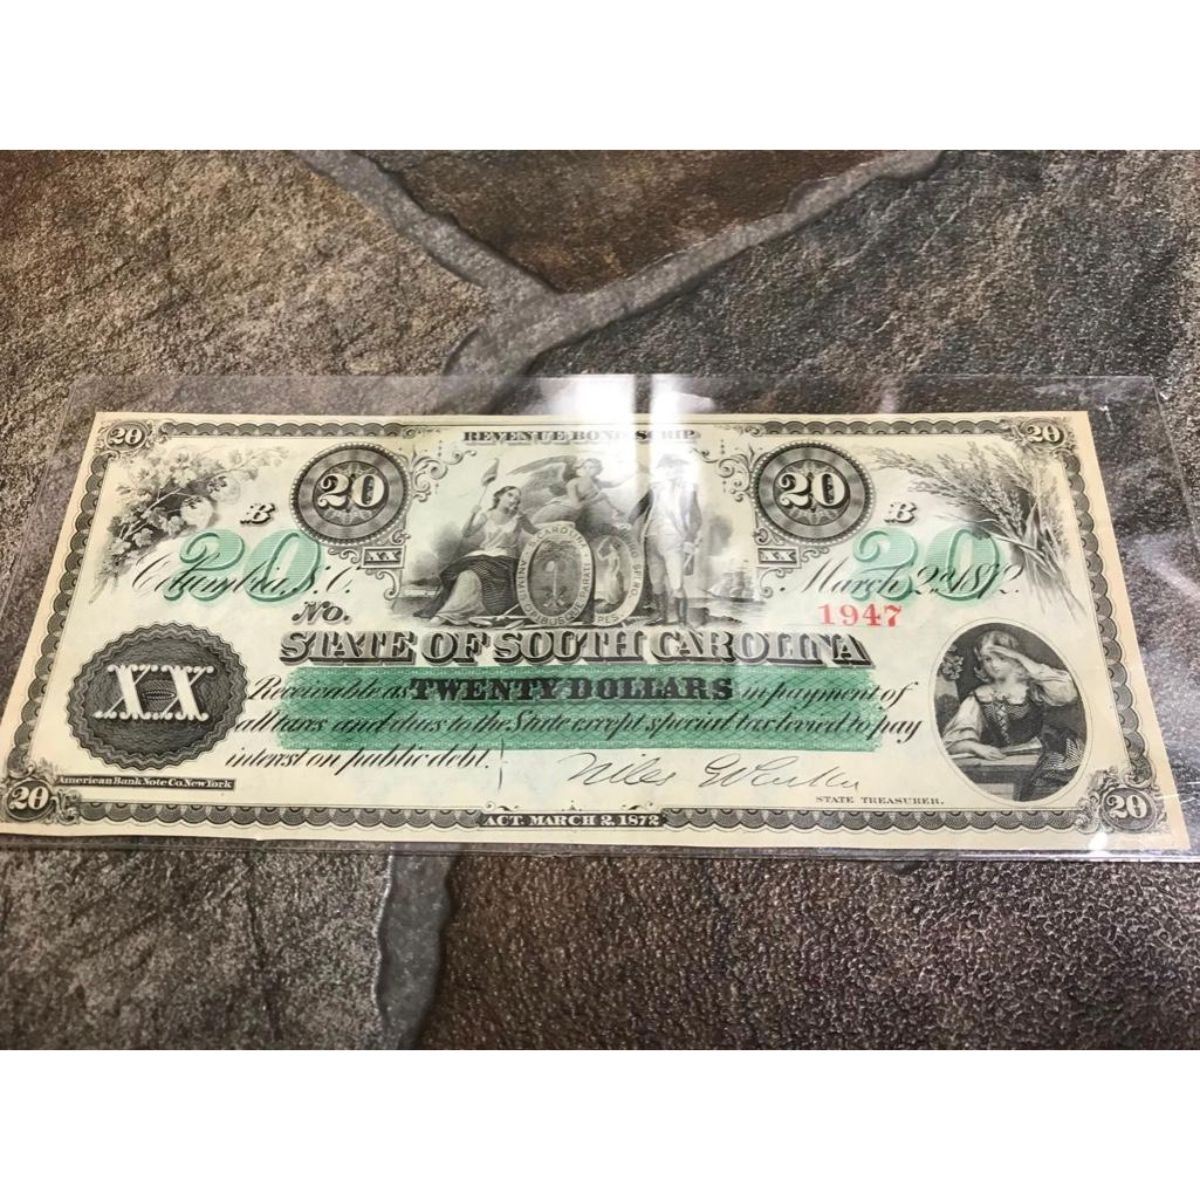 20 REVENUE BOND SCRIP 20
20 20
B B
20 XX XX 20
Columbia, S.C. March 2nd 1872.
No. 1947
STATE OF SOUTH CAROLINA
XX
Receivable as TWENTY DOLLARS in payment of
all taxes and dues to the State except special tax levied to pay
interest on public debt.
Niles G Parker
STATE TREASURER.
American Bank Note Co. New York
20 ACT. MARCH 2, 1872 20